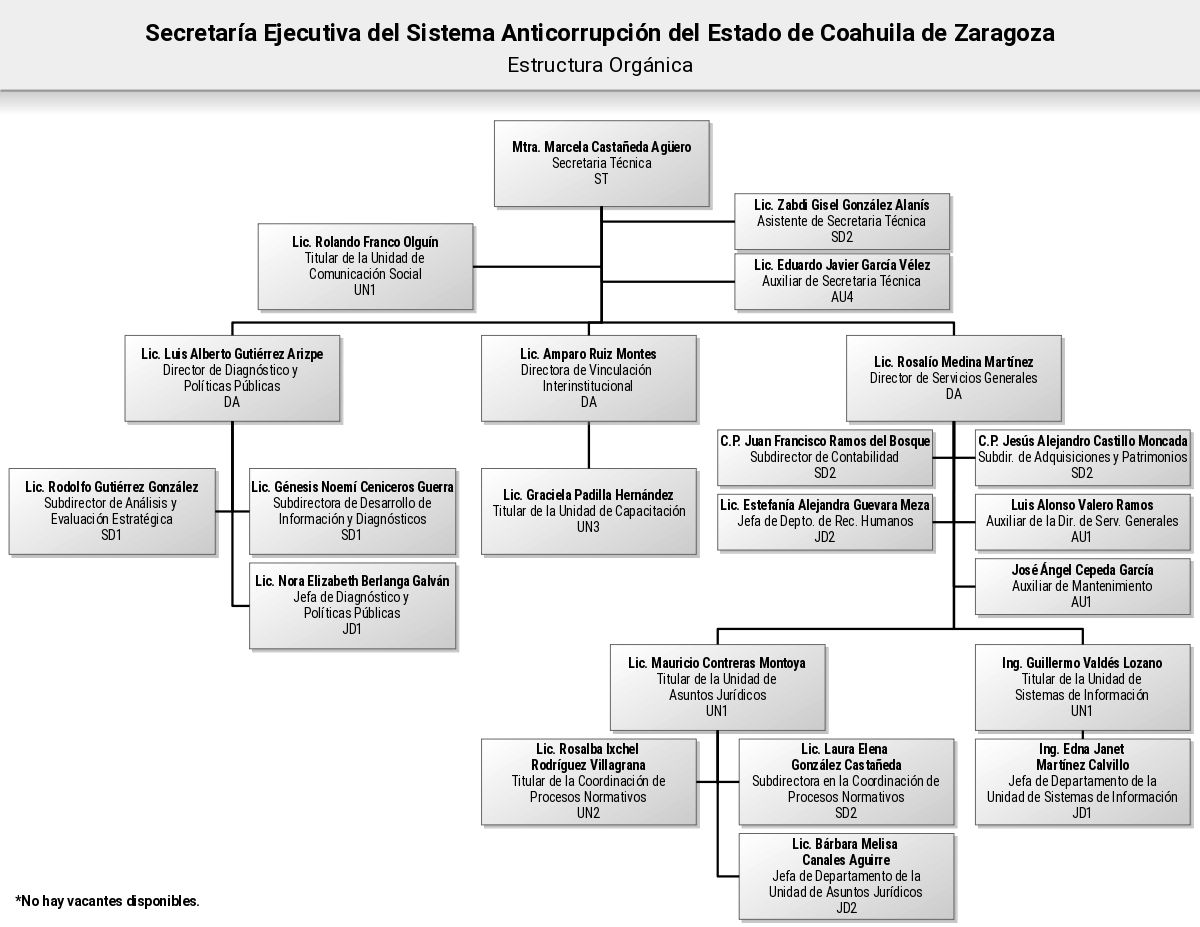 Secretaría Ejecutiva del Sistema Anticorrupción del Estado de Coahuila de Zaragoza
Estructura Orgánica
Mtra. Marcela Castañeda Agüero
Secretaria Técnica
ST
Lic. Zabdi Gisel González Alanís
Asistente de Secretaria Técnica
SD2
Lic. Rolando Franco Olguín
Titular de la Unidad de
Comunicación Social
UN1
Lic. Eduardo Javier García Vélez
Auxiliar de Secretaria Técnica
AU4
Lic. Luis Alberto Gutiérrez Arizpe
Director de Diagnóstico y
Políticas Públicas
DA
Lic. Amparo Ruiz Montes
Directora de Vinculación
Interinstitucional
DA
Lic. Rosalío Medina Martínez
Director de Servicios Generales
DA
C.P. Juan Francisco Ramos del Bosque
Subdirector de Contabilidad
SD2
C.P. Jesús Alejandro Castillo Moncada
Subdir. de Adquisiciones y Patrimonios
SD2
Lic. Rodolfo Gutiérrez González
Subdirector de Análisis y
Evaluación Estratégica
SD1
Lic. Génesis Noemí Ceniceros Guerra
Subdirectora de Desarrollo de
Información y Diagnósticos
SD1
Lic. Graciela Padilla Hernández
Titular de la Unidad de Capacitación
UN3
Lic. Estefanía Alejandra Guevara Meza
Jefa de Depto. de Rec. Humanos
JD2
Luis Alonso Valero Ramos
Auxiliar de la Dir. de Serv. Generales
AU1
Lic. Nora Elizabeth Berlanga Galván
Jefa de Diagnóstico y
Políticas Públicas
JD1
José Ángel Cepeda García
Auxiliar de Mantenimiento
AU1
Lic. Mauricio Contreras Montoya
Titular de la Unidad de
Asuntos Jurídicos
UN1
Ing. Guillermo Valdés Lozano
Titular de la Unidad de
Sistemas de Información
UN1
Lic. Rosalba Ixchel
Rodríguez Villagrana
Titular de la Coordinación de
Procesos Normativos
UN2
Lic. Laura Elena
González Castañeda
Subdirectora en la Coordinación de
Procesos Normativos
SD2
Ing. Edna Janet
Martínez Calvillo
Jefa de Departamento de la
Unidad de Sistemas de Información
JD1
Lic. Bárbara Melisa
Canales Aguirre
Jefa de Departamento de la
Unidad de Asuntos Jurídicos
JD2
*No hay vacantes disponibles.